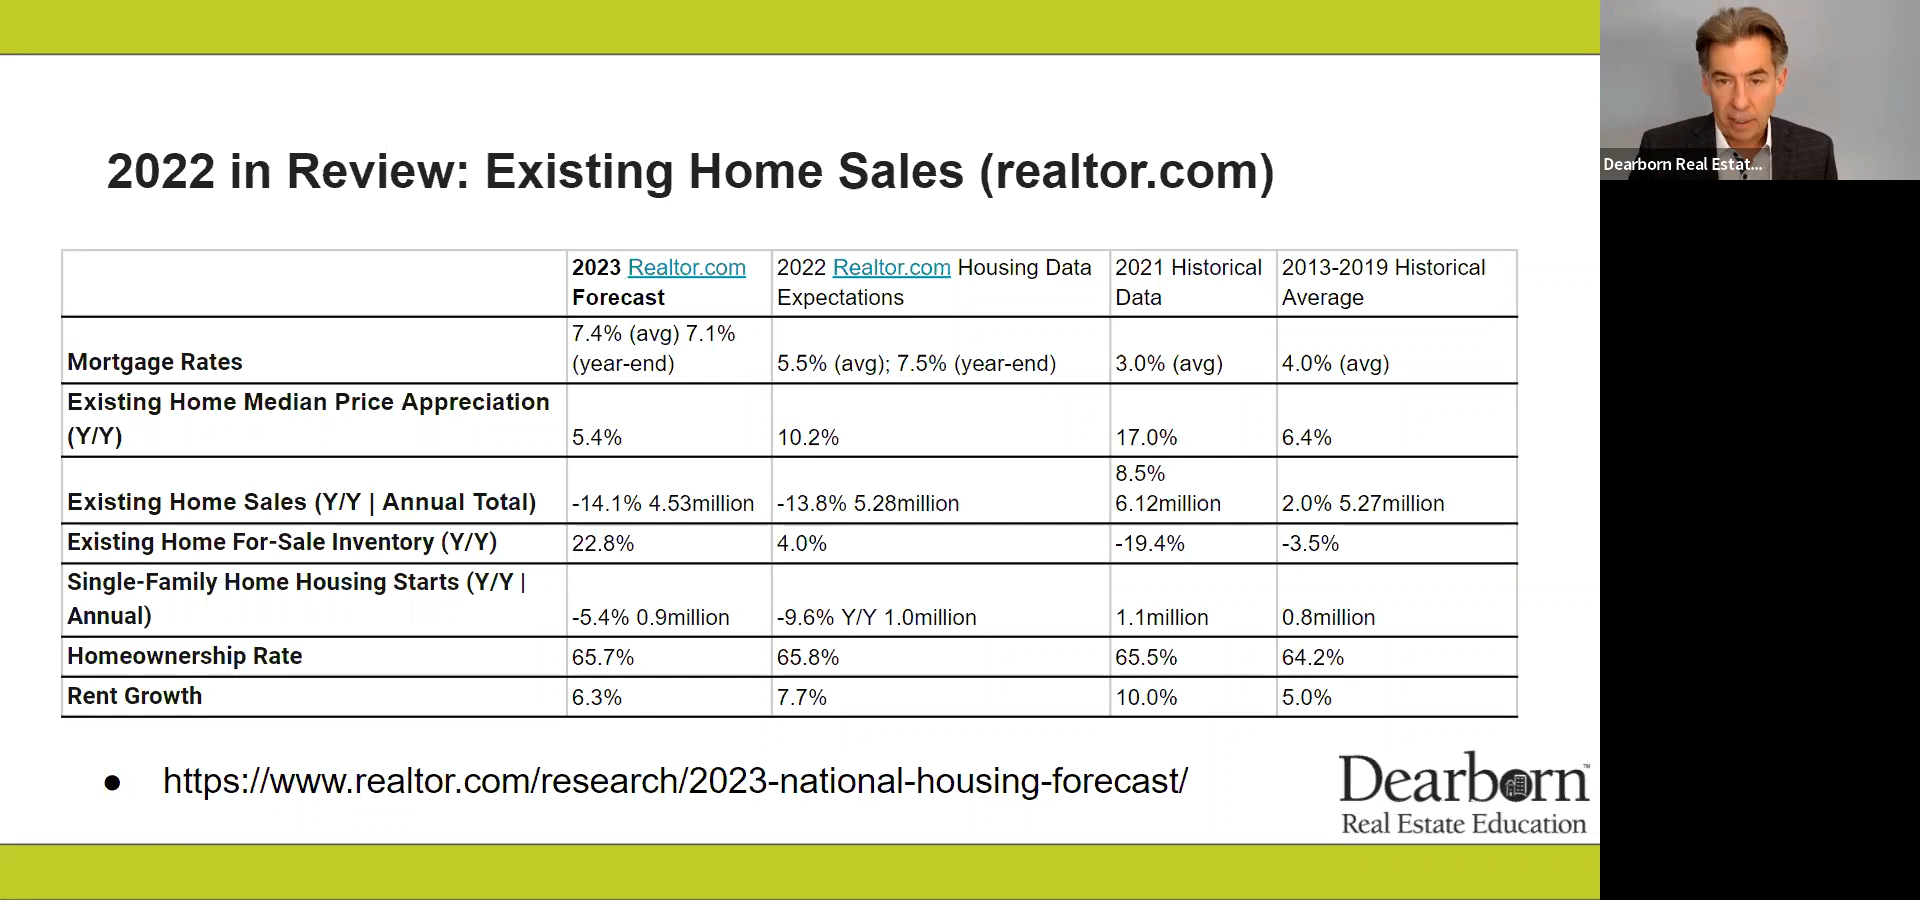 2022 in Review: Existing Home Sales (realtor.com)
2023 Realtor.com Forecast
2022 Realtor.com Housing Data Expectations
2021 Historical Data
2013-2019 Historical Average
Mortgage Rates
7.4% (avg) 7.1% (year-end)
5.5% (avg); 7.5% (year-end)
3.0% (avg)
4.0% (avg)
Existing Home Median Price Appreciation (Y/Y)
5.4%
10.2%
17.0%
6.4%
Existing Home Sales (Y/Y | Annual Total)
-14.1% 4.53million
-13.8% 5.28million
8.5% 6.12million
2.0% 5.27million
Existing Home For-Sale Inventory (Y/Y)
22.8%
4.0%
-19.4%
-3.5%
Single-Family Home Housing Starts (Y/Y | Annual)
-5.4% 0.9million
-9.6% Y/Y 1.0million
1.1million
0.8million
Homeownership Rate
65.7%
65.8%
65.5%
64.2%
Rent Growth
6.3%
7.7%
10.0%
5.0%
● https://www.realtor.com/research/2023-national-housing-forecast/
Dearborn™
Real Estate Education
Dearborn Real Estat...